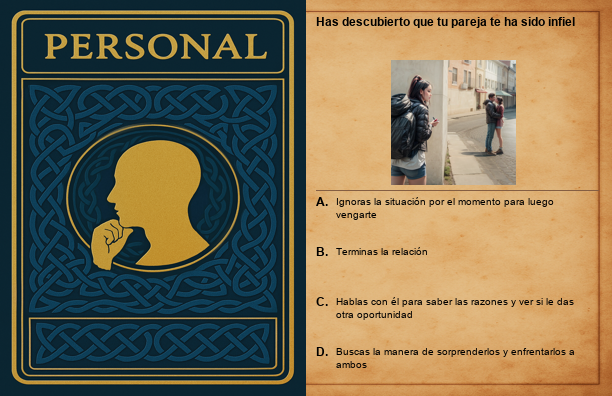 PERSONAL
Has descubierto que tu pareja te ha sido infiel
A. Ignoras la situación por el momento para luego
vengarte
B. Terminas la relación
C. Hablas con él para saber las razones y ver si le das
otra oportunidad
D. Buscas la manera de sorprenderlos y enfrentarlos a
ambos